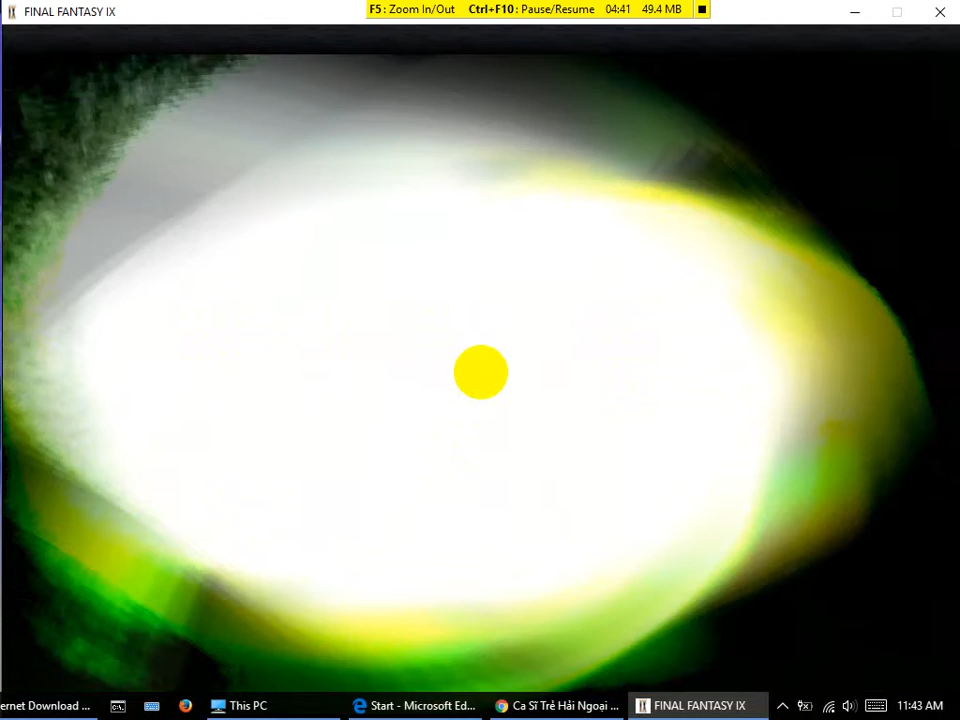 FINAL FANTASY IX
F5: Zoom In/Out Ctrl+F10: Pause/Resume 04:41 49.4 MB
ernet Download ... This PC Start - Microsoft Ed... Ca Sĩ Trẻ Hải Ngoại ... FINAL FANTASY IX 11:43 AM